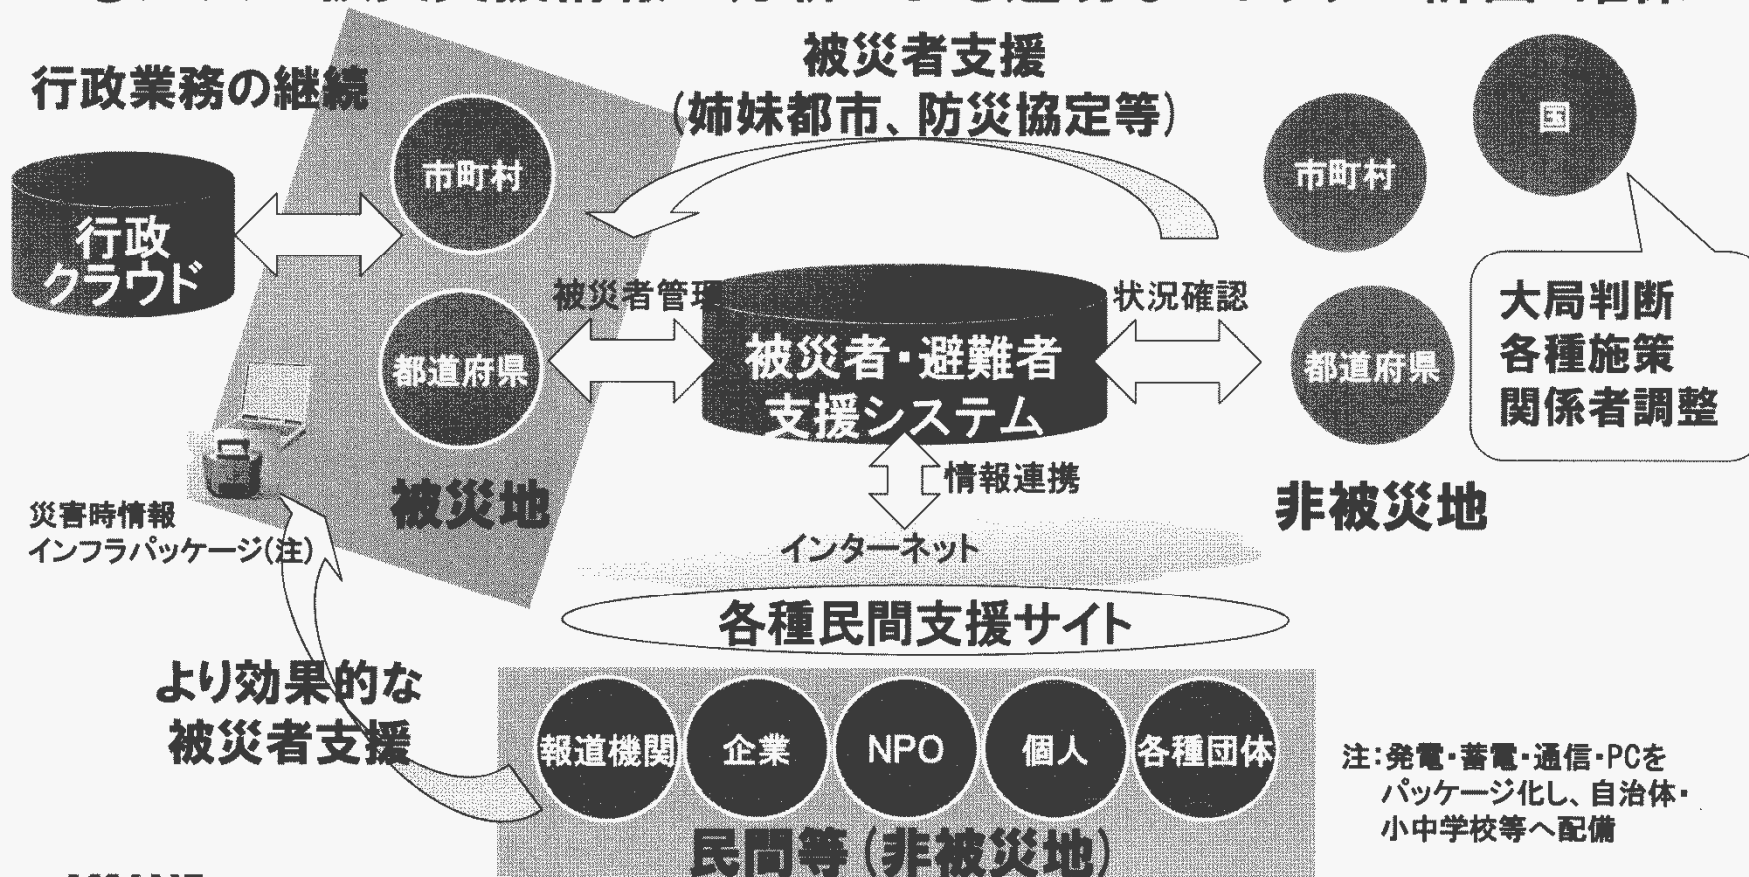 被災者支援
(姉妹都市、防災協定等)
行政業務の継続
国
市町村
市町村
行政
クラウド
被災者管理
状況確認
大局判断
各種施策
関係者調整
都道府県
被災者・避難者
支援システム
都道府県
情報連携
被災地
非被災地
災害時情報
インフラパッケージ(注)
インターネット
各種民間支援サイト
より効果的な
被災者支援
報道機関
企業
NPO
個人
各種団体
注:発電・蓄電・通信・PCを
パッケージ化し、自治体・
小中学校等へ配備
民間等(非被災地)